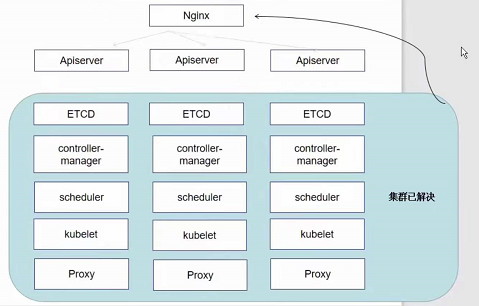 Nginx
Apiserver
Apiserver
Apiserver
ETCD
ETCD
ETCD
controller-
manager
controller-
manager
controller-
manager
scheduler
scheduler
scheduler
集群已解决
kubelet
kubelet
kubelet
Proxy
Proxy
Proxy